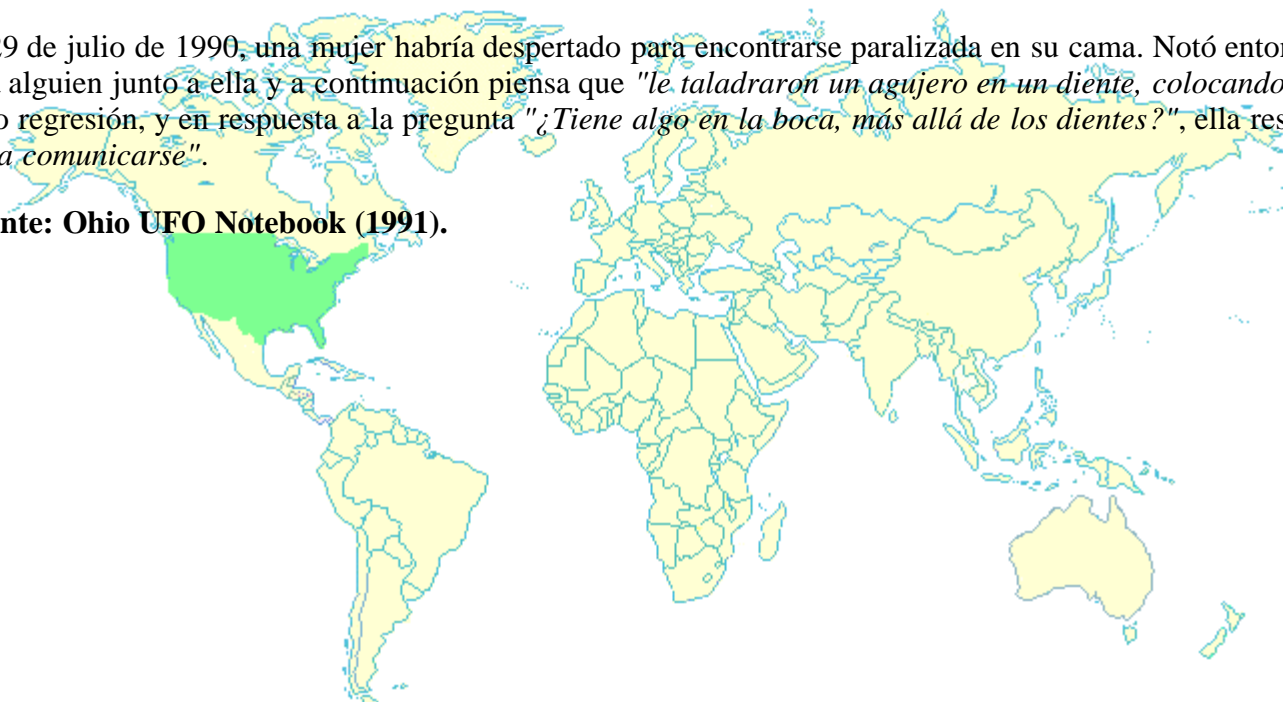 29 de julio de 1990, una mujer habría despertado para encontrarse paralizada en su cama. Notó
alguien junto a ella y a continuación piensa que "le taladraron un agujero en un diente, colocando
regresión, y en respuesta a la pregunta "¿Tiene algo en la boca, más allá de los dientes?", ella
a comunicarse".
nte: Ohio UFO Notebook (1991).